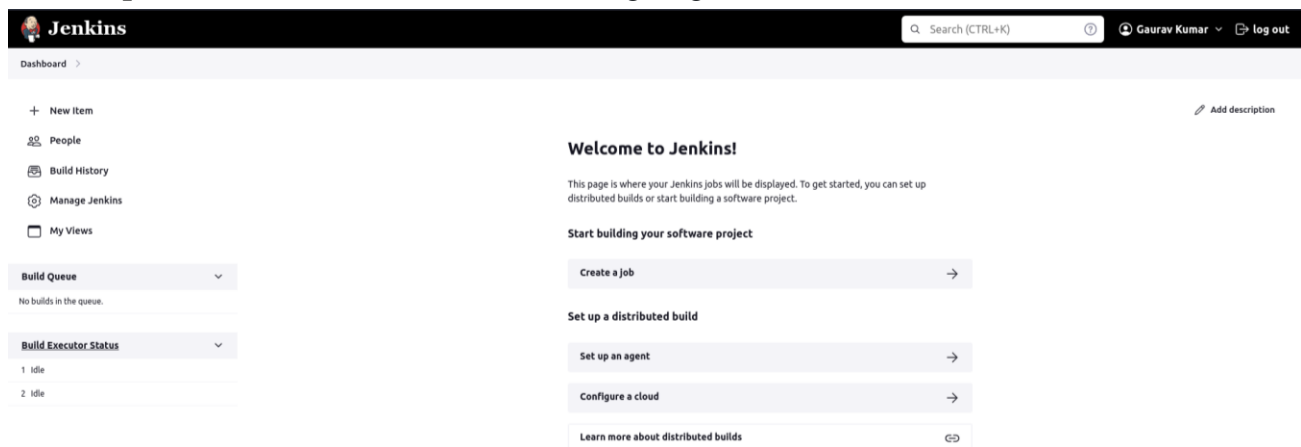 Jenkins
Search (CTRL+K)
Gaurav Kumar
log out
Dashboard
New Item
People
Build History
Manage Jenkins
My Views
Build Queue
No builds in the queue.
Build Executor Status
1 Idle
2 Idle
Add description
Welcome to Jenkins!
This page is where your Jenkins jobs will be displayed. To get started, you can set up
distributed builds or start building a software project.
Start building your software project
Create a job
Set up a distributed build
Set up an agent
Configure a cloud
Learn more about distributed builds